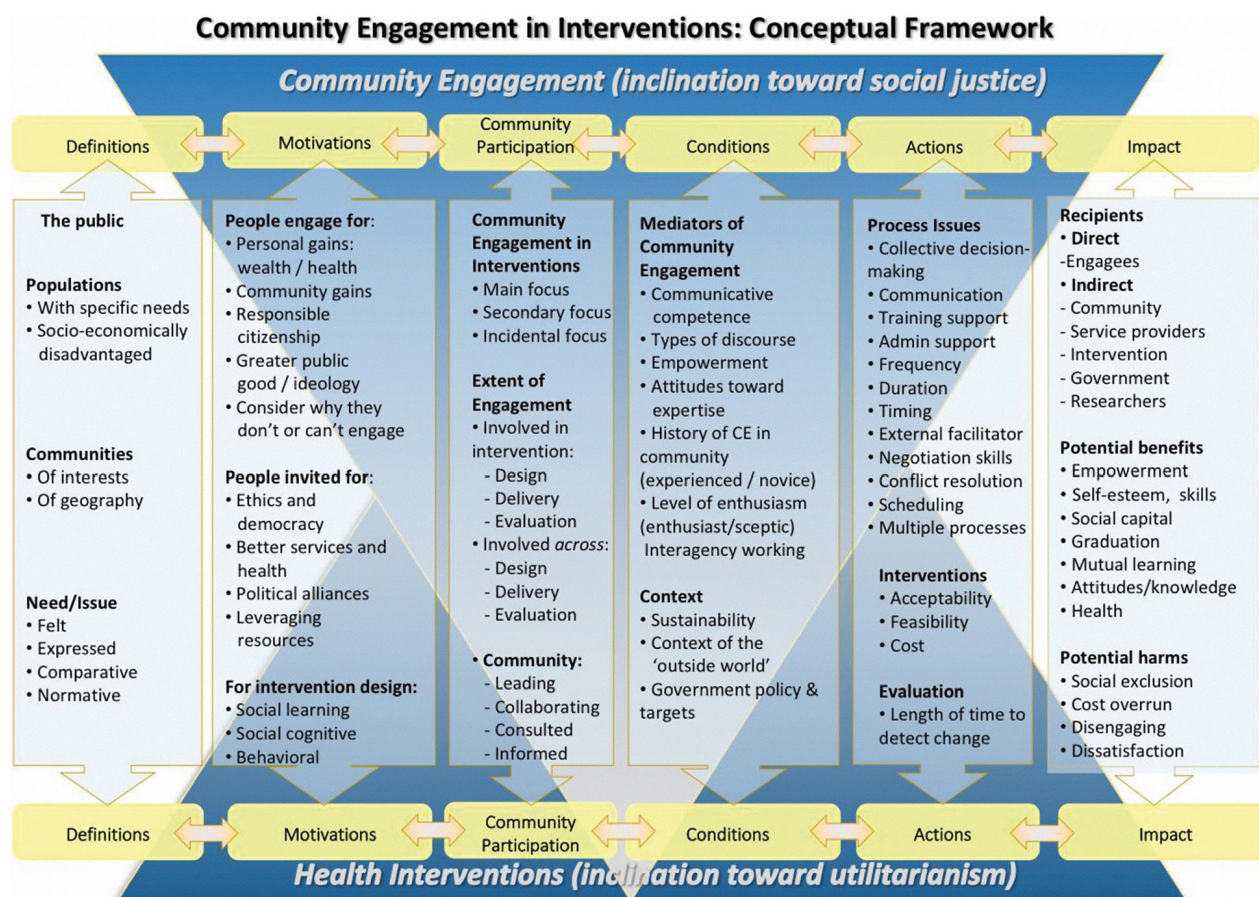 Community Engagement in Interventions: Conceptual Framework
Community Engagement (inclination toward social justice)
Definitions
Motivations
Community
Participation
Conditions
Actions
Impact
The public
Populations
• With specific needs
• Socio-economically
disadvantaged
Communities
• Of interests
• Of geography
Need/Issue
• Felt
• Expressed
• Comparative
• Normative
People engage for:
• Personal gains:
wealth / health
• Community gains
• Responsible
citizenship
• Greater public
good / ideology
• Consider why they
don't or can't engage
People invited for:
• Ethics and
democracy
• Better services and
health
• Political alliances
• Leveraging
resources
For intervention design:
• Social learning
• Social cognitive
• Behavioral
Community
Engagement in
Interventions
• Main focus
• Secondary focus
• Incidental focus
Extent of
Engagement
• Involved in
intervention:
- Design
- Delivery
- Evaluation
• Involved across:
- Design
- Delivery
- Evaluation
• Community:
- Leading
- Collaborating
- Consulted
- Informed
Mediators of
Community
Engagement
• Communicative
competence
• Types of discourse
• Empowerment
• Attitudes toward
expertise
• History of CE in
community
(experienced / novice)
• Level of enthusiasm
(enthusiast/sceptic)
Interagency working
Context
• Sustainability
• Context of the
'outside world'
• Government policy &
targets
Process Issues
• Collective decision-
making
• Communication
• Training support
• Admin support
• Frequency
• Duration
• Timing
• External facilitator
• Negotiation skills
• Conflict resolution
• Scheduling
• Multiple processes
Interventions
• Acceptability
• Feasibility
• Cost
Evaluation
• Length of time to
detect change
Recipients
• Direct
-Engagees
• Indirect
- Community
- Service providers
- Intervention
- Government
- Researchers
Potential benefits
• Empowerment
• Self-esteem, skills
• Social capital
• Graduation
• Mutual learning
• Attitudes/knowledge
• Health
Potential harms
• Social exclusion
• Cost overrun
• Disengaging
• Dissatisfaction
Definitions
Motivations
Community
Participation
Conditions
Actions
Impact
Health Interventions (inclination toward utilitarianism)